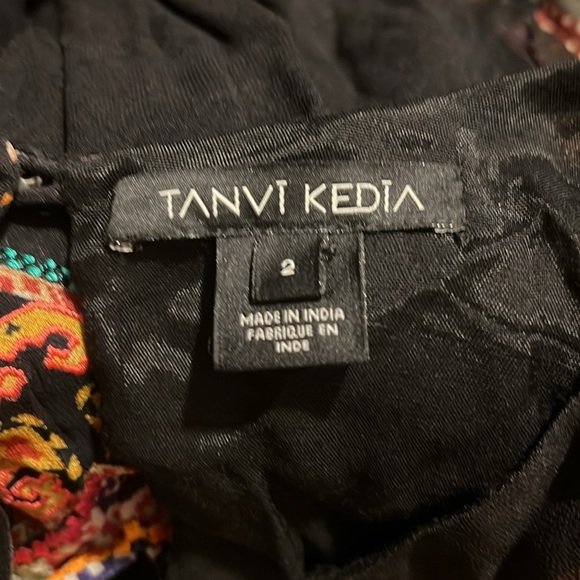 TANVĪ KEDĪA
2
MADE IN INDIA
FABRIQUE EN
INDE